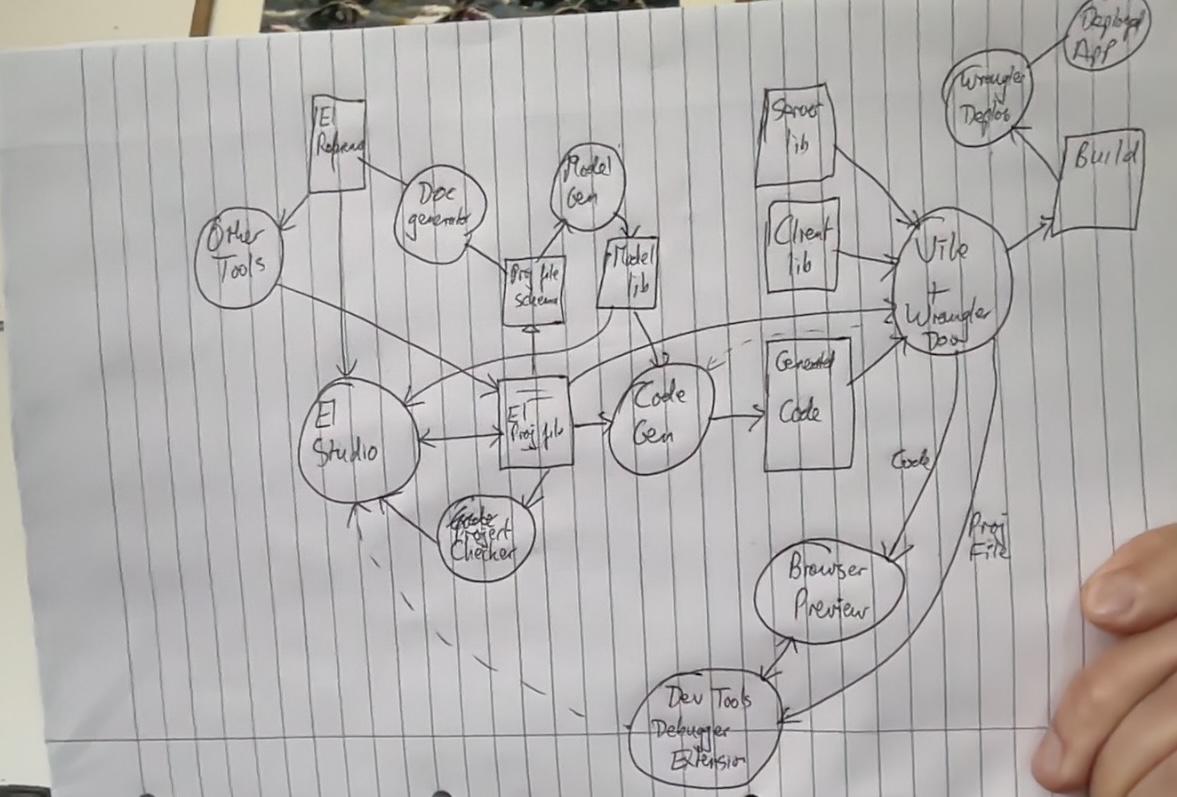 Deployed
App
Wrangler
Deploy
Build
El
Server
lib
Model
Gen
Doc
generator
Other
Tools
Client
lib
Model
lib
Proj file
schema
Vite
+
Wrangler
Dev
Generated
Code
El
Studio
El
Proj file
Code
Gen
Code
Project
Checker
Proj
File
Browser
Preview
Dev Tools
Debugger
Extension